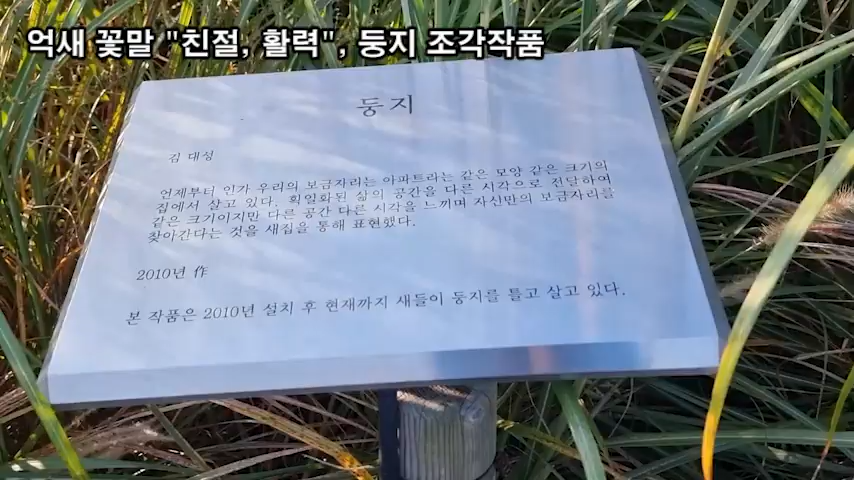 억새 꽃말 "친절, 활력", 둥지 조각작품
둥지
김 대성
언제부터 인가 우리의 보금자리는 아파트라는 같은 모양 같은 크기의
집에서 살고 있다. 획일화된 삶의 공간을 다른 시각으로 전달하여
같은 크기이지만 다른 공간 다른 시각을 느끼며 자신만의 보금자리를
찾아간다는 것을 새집을 통해 표현했다.
2010년 作
본 작품은 2010년 설치 후 현재까지 새들이 둥지를 틀고 살고 있다.